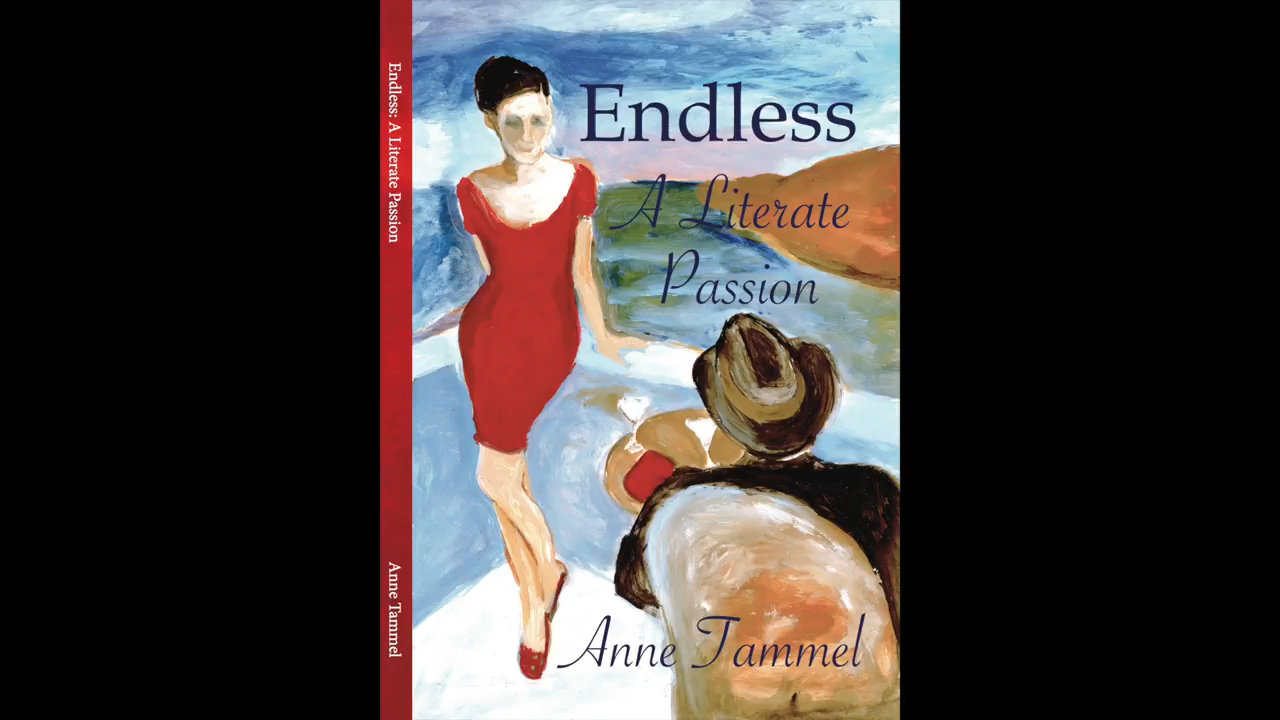 Endless: A Literate Passion
Anne Tammel
Endless
A Literate
Passion
Anne Tammel